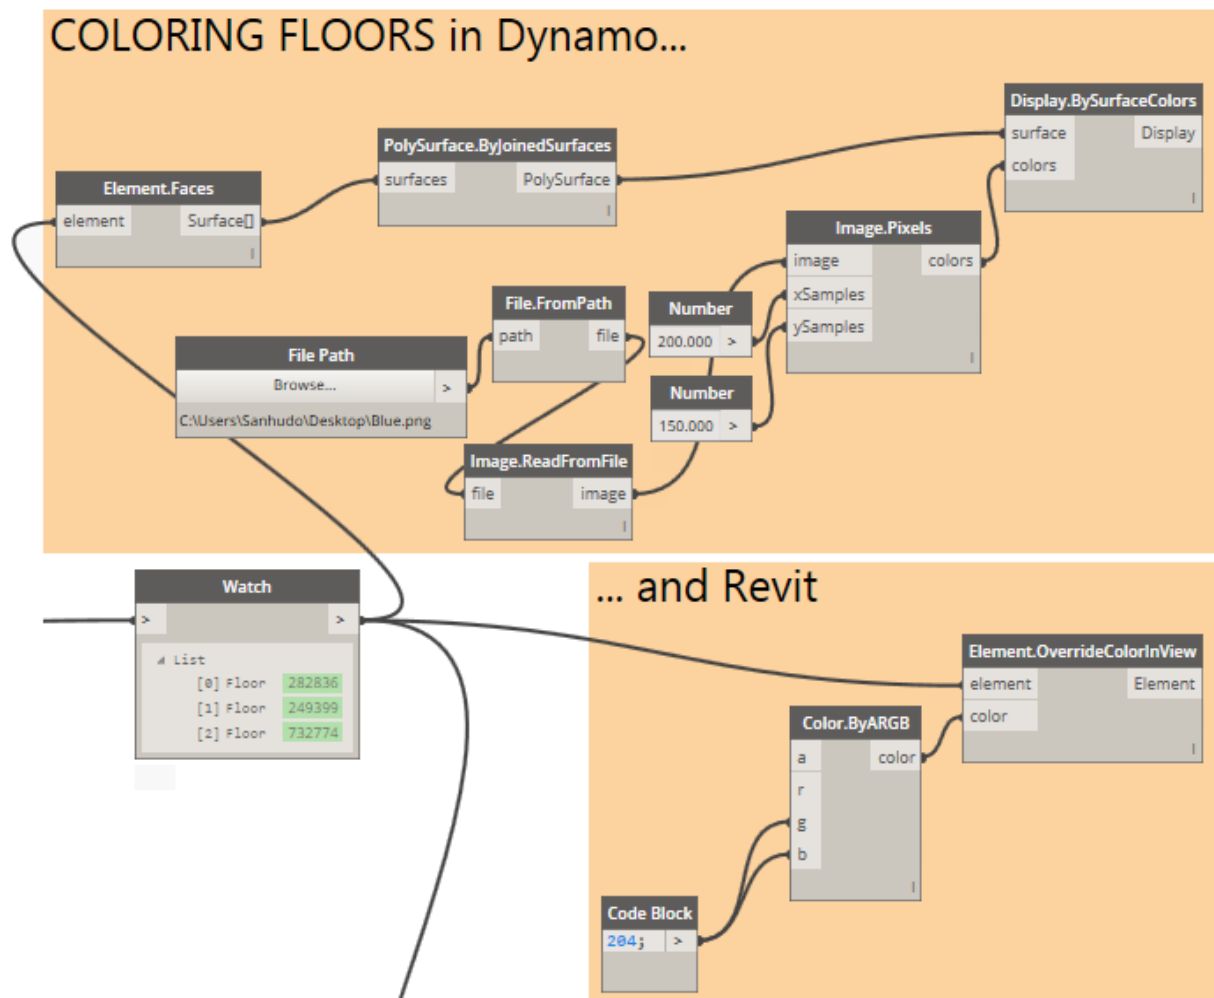 COLORING FLOORS in Dynamo...
Display.BySurfaceColors
surface Display
colors
PolySurface.ByJoinedSurfaces
surfaces PolySurface
Element.Faces
element Surface[]
Image.Pixels
image colors
xSamples
ySamples
File.FromPath
path file
Number
200.000 >
File Path
Browse... >
C:\Users\Sanhudo\Desktop\Blue.png
Number
150.000 >
Image.ReadFromFile
file image
... and Revit
Watch
> >
List
[0] Floor 282836
[1] Floor 249399
[2] Floor 732774
Element.OverrideColorInView
element Element
color
Color.ByARGB
a color
r
g
b
Code Block
204; >